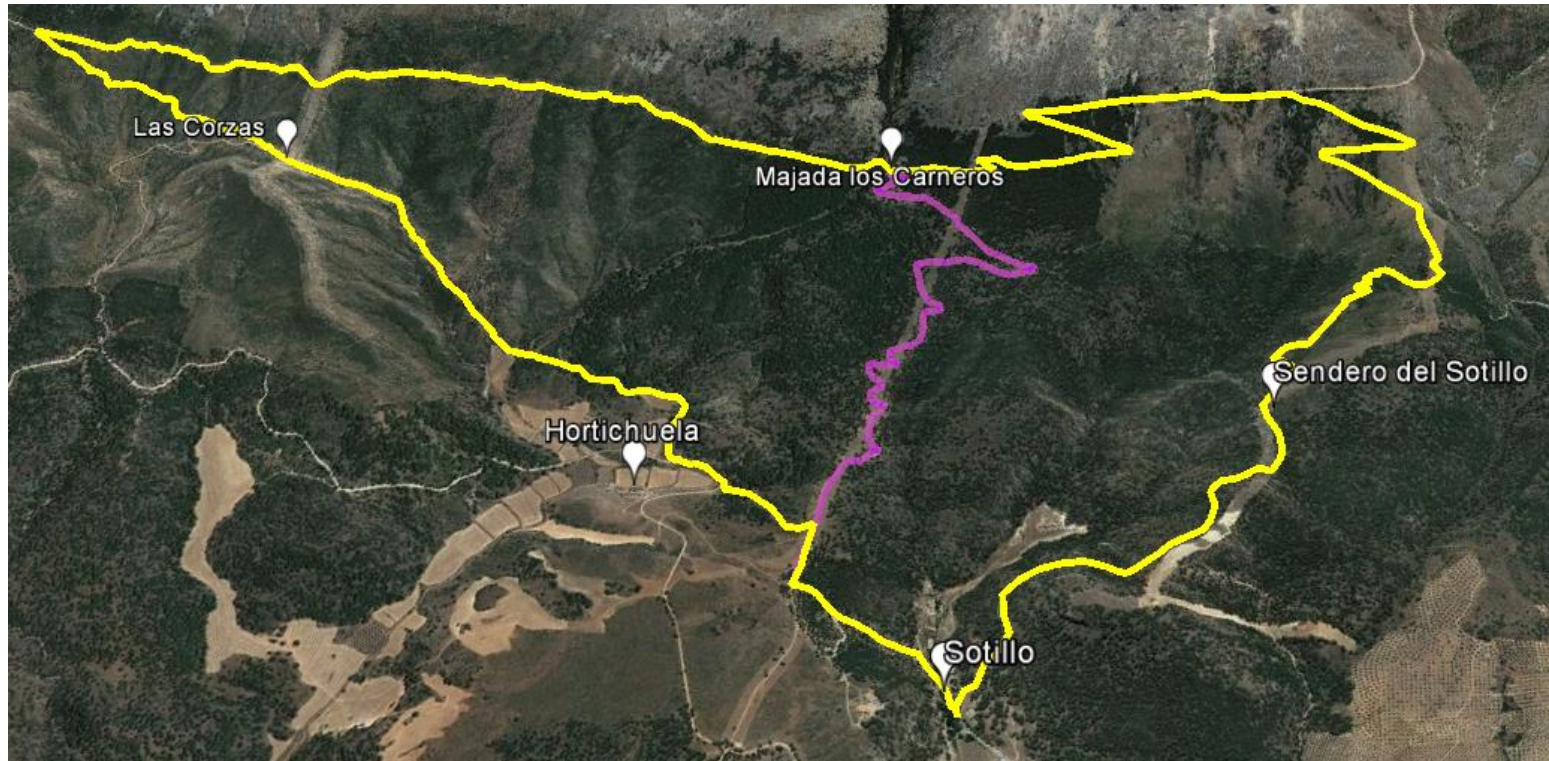 Las Corzas
Majada los Carneros
Sendero del Sotillo
Hortichuela
Sotillo